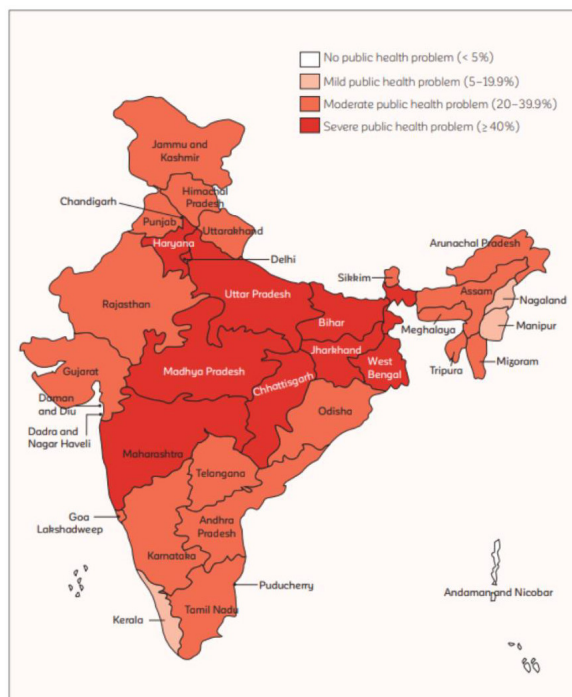 No public health problem (< 5%)
Mild public health problem (5–19.9%)
Moderate public health problem (20–39.9%)
Severe public health problem (≥ 40%)
Jammu and
Kashmir
Himachal
Pradesh
Chandigarh
Punjab
Uttarakhand
Haryana
Delhi
Arunachal Pradesh
Sikkim
Rajasthan
Uttar Pradesh
Assam
Nagaland
Bihar
Meghalaya
Manipur
Jharkhand
Gujarat
Madhya Pradesh
West
Bengal
Tripura
Mizoram
Chhattisgarh
Daman
and Diu
Odisha
Dadra and
Nagar Haveli
Maharashtra
Telangana
Goa
Lakshadweep
Andhra
Pradesh
Karnataka
Puducherry
Andaman and Nicobar
Tamil Nadu
Kerala